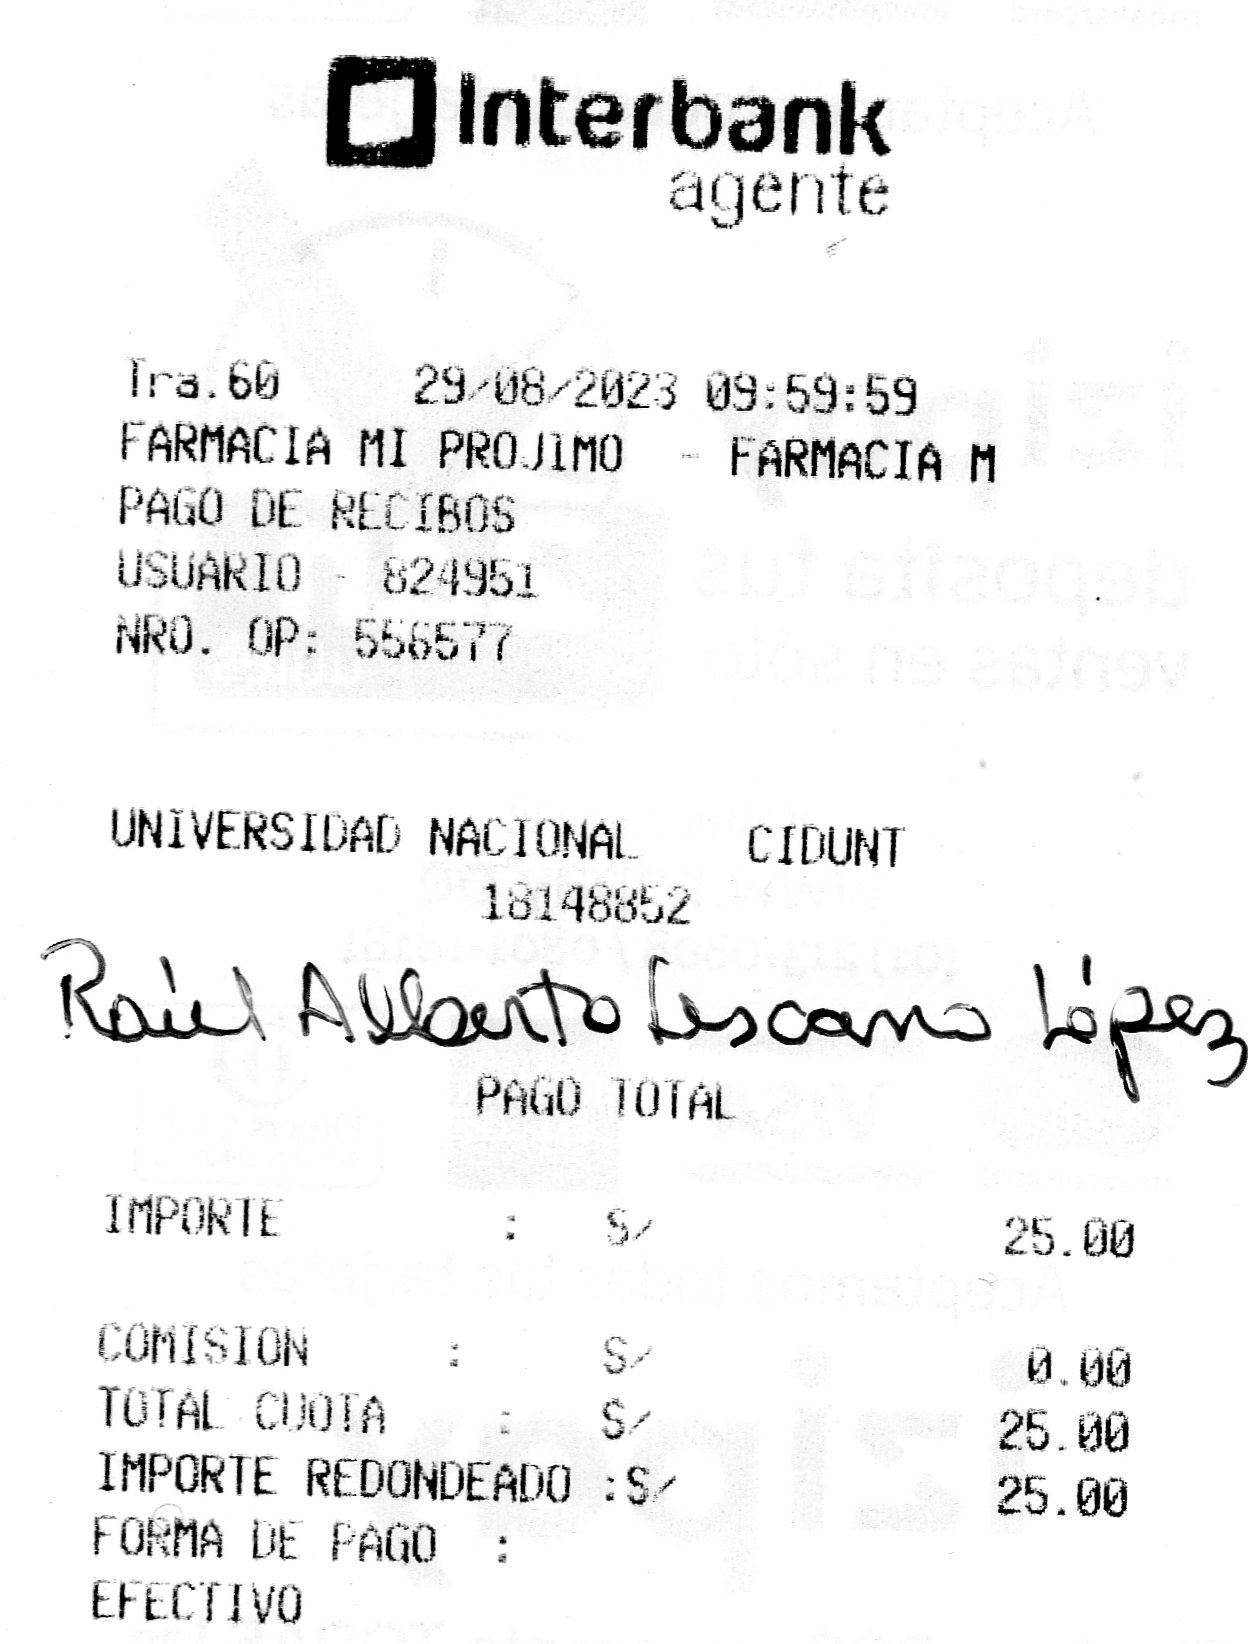 Interbank
agente
Tra.60 29/08/2023 09:59:59
FARMACIA MI PROJIMO - FARMACIA M
PAGO DE RECIBOS
USUARIO - 824951
NRO. OP: 556577
UNIVERSIDAD NACIONAL CIDUNT
18148852
Raúl Alberto Lescano López
PAGO TOTAL
IMPORTE : S/ 25.00
COMISION : S/ 0.00
TOTAL CUOTA : S/ 25.00
IMPORTE REDONDEADO :S/ 25.00
FORMA DE PAGO :
EFECTIVO